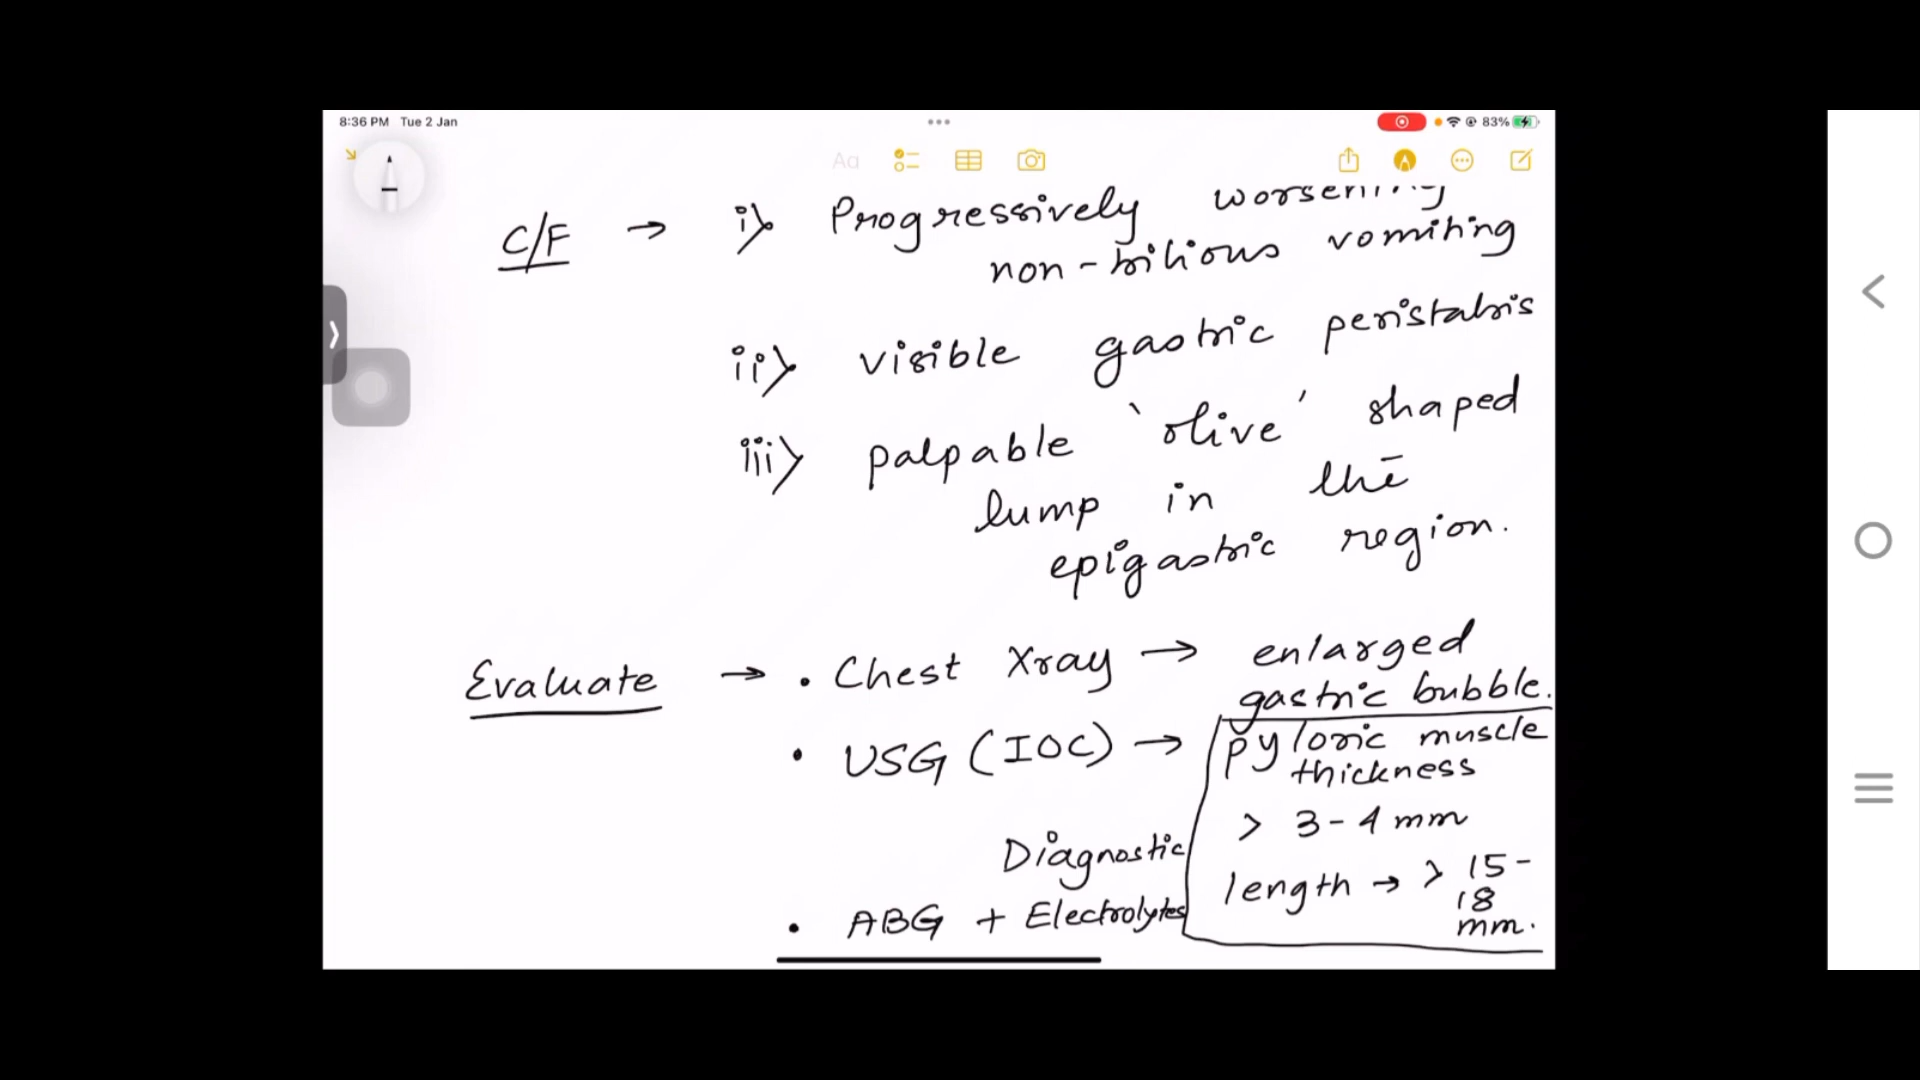 8:36 PM Tue 2 Jan
83%
Aa
C/F → i> Progressively worsening
non-bilious vomiting
ii> visible gastric peristalsis
iii> palpable 'olive' shaped
lump in the
epigastric region.
Evaluate → • Chest Xray → enlarged
gastric bubble.
• USG (IOC) → pyloric muscle
thickness
> 3-4 mm
Diagnostic
length → > 15-
18
mm.
• ABG + Electrolytes